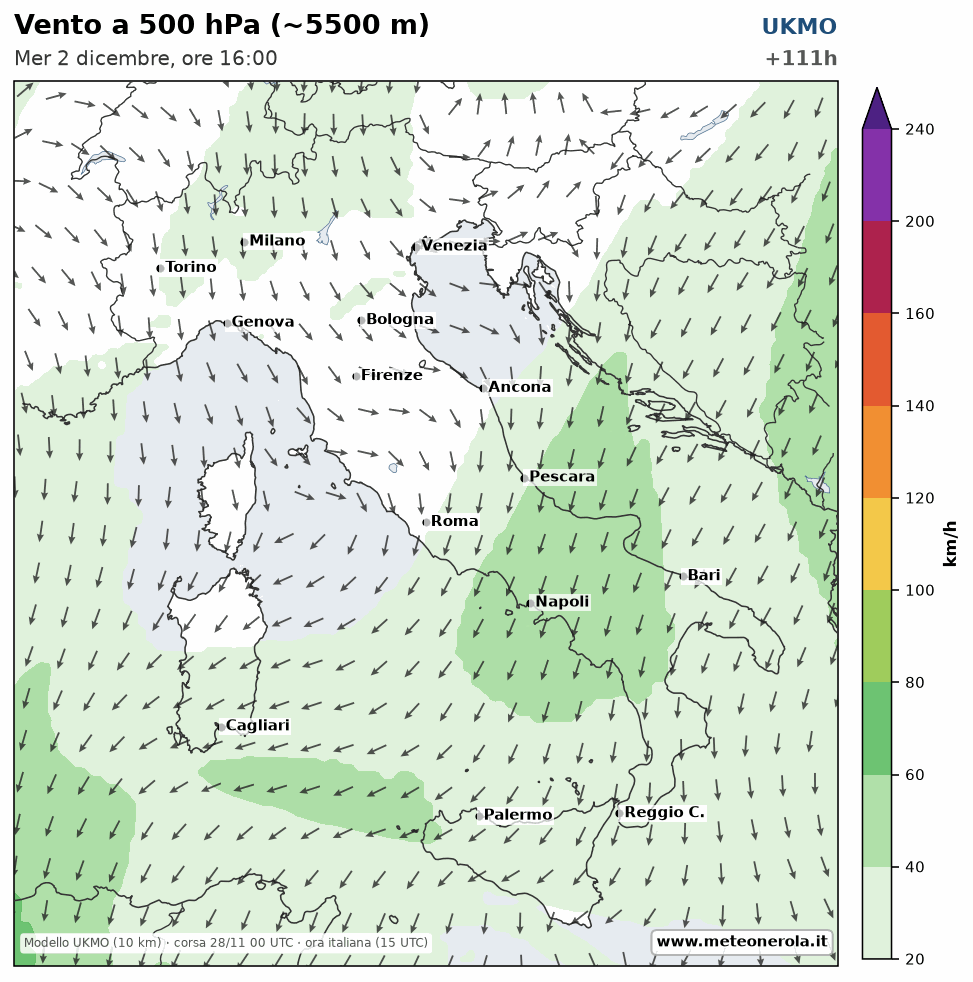 Vento a 500 hPa (~5500 m)
UKMO
Mer 2 dicembre, ore 16:00
+111h
240
200
160
140
120
100
80
60
40
20
km/h
Milano
Venezia
Torino
Genova
Bologna
Firenze
Ancona
Pescara
Roma
Bari
Napoli
Cagliari
Palermo
Reggio C.
Modello UKMO (10 km) · corsa 28/11 00 UTC · ora italiana (15 UTC)
www.meteonerola.it